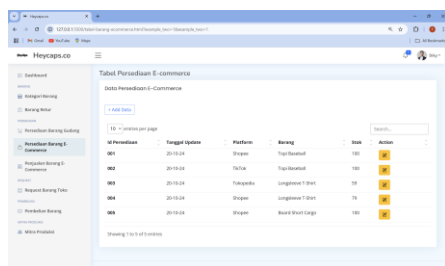 Heycaps.co
Dashboard
Kategori Barang
Barang Retur
Persediaan Barang Gudang
Persediaan Barang E-Commerce
Penjualan Barang E-Commerce
Request Barang Toko
Pembelian Barang
Mitra Produksi
Tabel Persediaan E-commerce
Data Persediaan E-Commerce
+ Add Data
10 entries per page
Search...
Id Persediaan Tanggal Update Platform Barang Stok Action
001 20-10-24 Shopee Topi Baseball 100
002 20-10-24 TikTok Topi Baseball 100
003 20-10-24 Tokopedia Longsleeve T-Shirt
004 20-10-24 Shopee Longsleeve T-Shirt
005 20-10-24 Shopee Board Short Cargo 100
Showing 1 to 5 of 5 entries